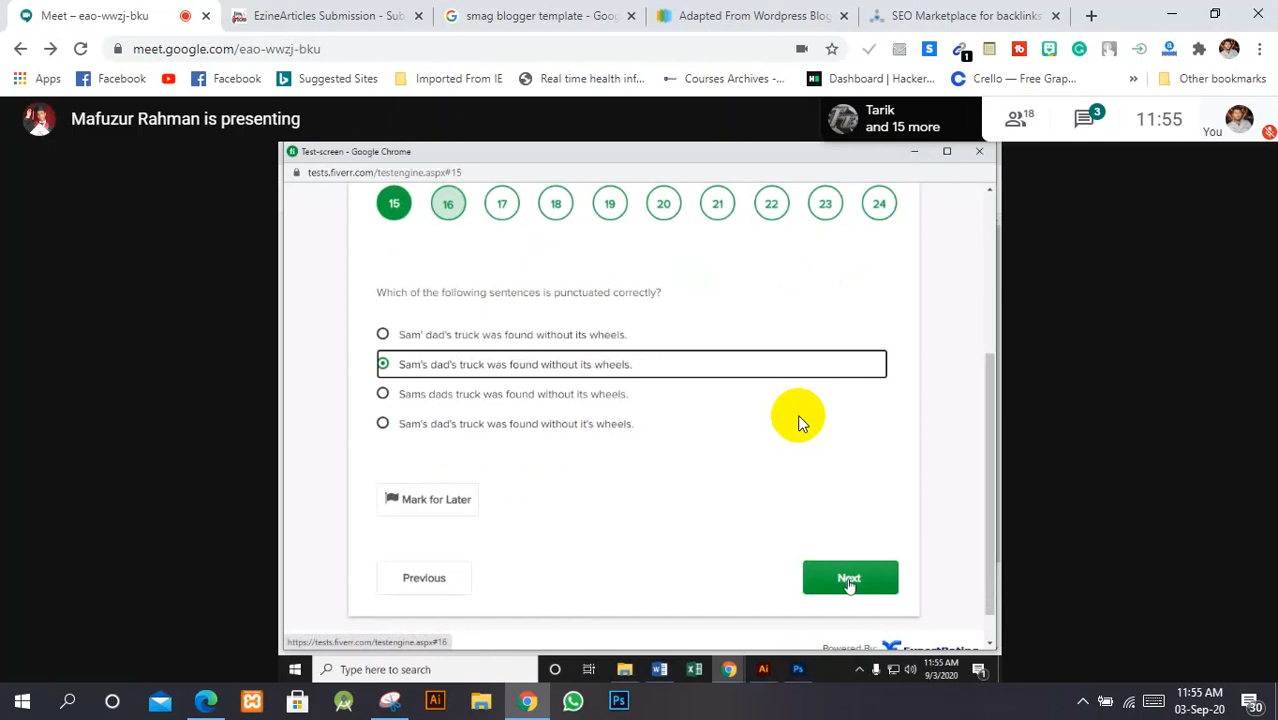 Meet – eao-wwzj-bku
EzineArticles Submission - Sub
smag blogger template - Goog
Adapted From Wordpress Blog
SEO Marketplace for backlinks
meet.google.com/eao-wwzj-bku
1
Apps
Facebook
Facebook
Suggested Sites
Imported From IE
Real time health inf...
Courses Archives -...
Dashboard | Hacker...
Crello — Free Grap...
»
Other bookmarks
Mafuzur Rahman is presenting
Tarik
and 15 more
18
3
11:55
You
Test-screen - Google Chrome
tests.fiverr.com/testengine.aspx#15
15 16 17 18 19 20 21 22 23 24
Which of the following sentences is punctuated correctly?
Sam' dad's truck was found without its wheels.
Sam's dad's truck was found without its wheels.
Sams dads truck was found without its wheels.
Sam's dad's truck was found without it's wheels.
Mark for Later
Previous
Next
https://tests.fiverr.com/testengine.aspx#16
Powered By:
ExpertRating
Type here to search
11:55 AM
9/3/2020
11:55 AM
03-Sep-20
30